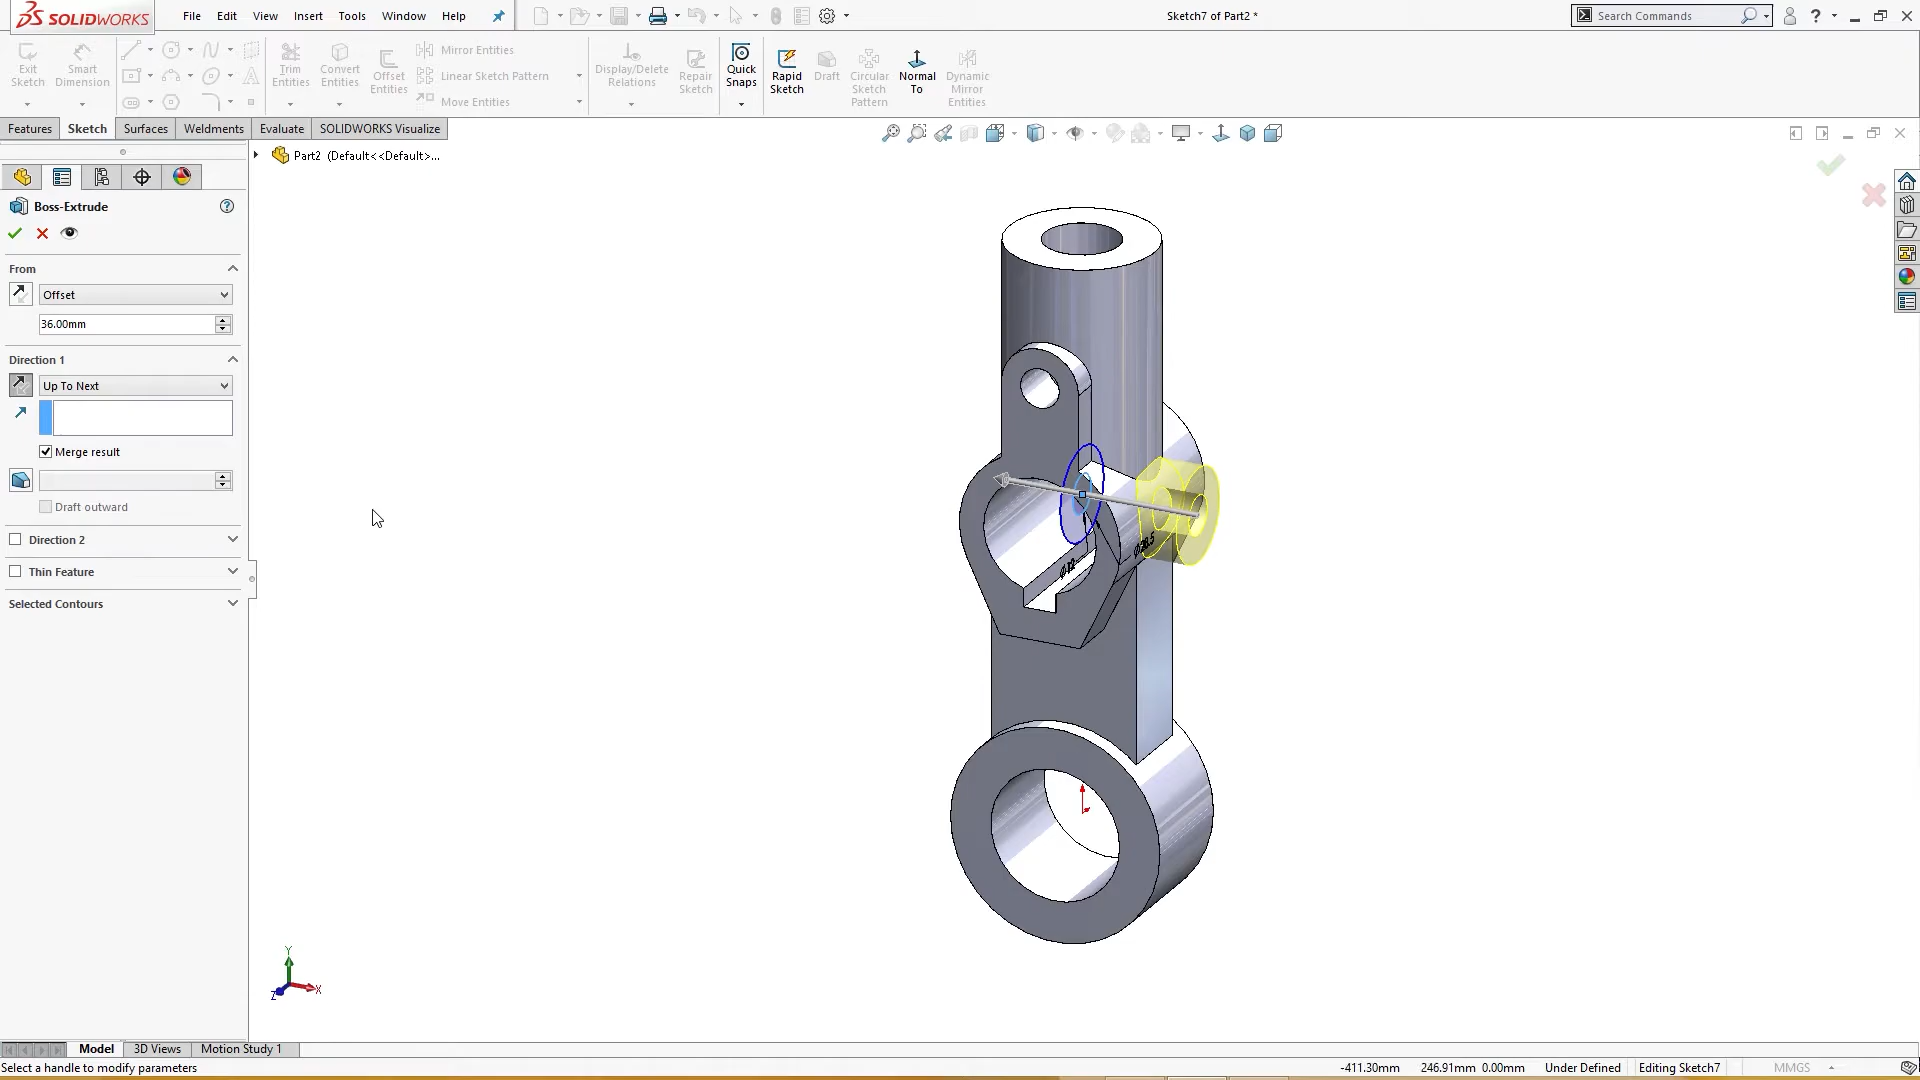 SOLIDWORKS
File Edit View Insert Tools Window Help
Sketch7 of Part2 *
Search Commands
Exit Sketch
Smart Dimension
Trim Entities
Convert Entities
Offset Entities
Mirror Entities
Linear Sketch Pattern
Move Entities
Display/Delete Relations
Repair Sketch
Quick Snaps
Rapid Sketch
Draft
Circular Sketch Pattern
Normal To
Dynamic Mirror Entities
Features Sketch Surfaces Weldments Evaluate SOLIDWORKS Visualize
Part2 (Default<<Default>...
Boss-Extrude
From
Offset
36.00mm
Direction 1
Up To Next
Merge result
Draft outward
Direction 2
Thin Feature
Selected Contours
Ø12
Y
X
Z
Model 3D Views Motion Study 1
Select a handle to modify parameters
-411.30mm 246.91mm 0.00mm Under Defined Editing Sketch7 MMGS